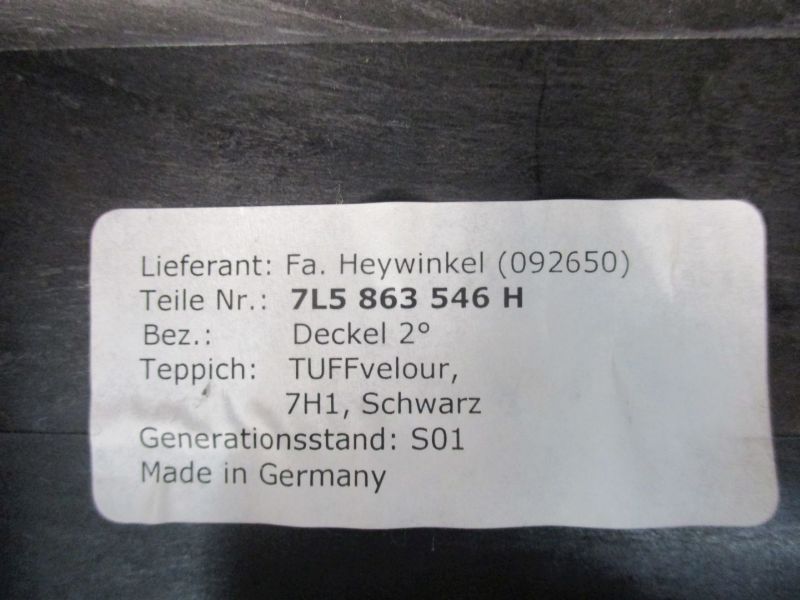 Lieferant: Fa. Heywinkel (092650)
Teile Nr.: 7L5 863 546 H
Bez.: Deckel 2°
Teppich: TUFFvelour,
7H1, Schwarz
Generationsstand: S01
Made in Germany